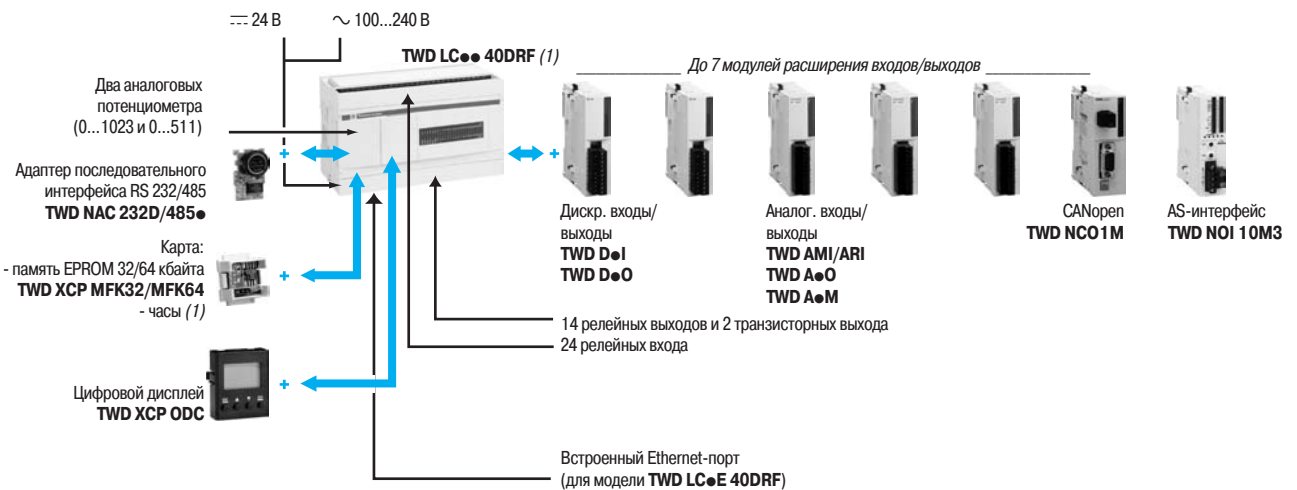 ⎓ 24 В
∿ 100...240 В
TWD LC●● 40DRF (1)
До 7 модулей расширения входов/выходов
Два аналоговых
потенциометра
(0...1023 и 0...511)
Адаптер последовательного
интерфейса RS 232/485
TWD NAC 232D/485●
Карта:
- память EPROM 32/64 кбайта
TWD XCP MFK32/MFK64
- часы (1)
Цифровой дисплей
TWD XCP ODC
Дискр. входы/
выходы
TWD D●I
TWD D●O
Аналог. входы/
выходы
TWD AMI/ARI
TWD A●O
TWD A●M
CANopen
TWD NCO1M
AS-интерфейс
TWD NOI 10M3
14 релейных выходов и 2 транзисторных выхода
24 релейных входа
Встроенный Ethernet-порт
(для модели TWD LC●E 40DRF)